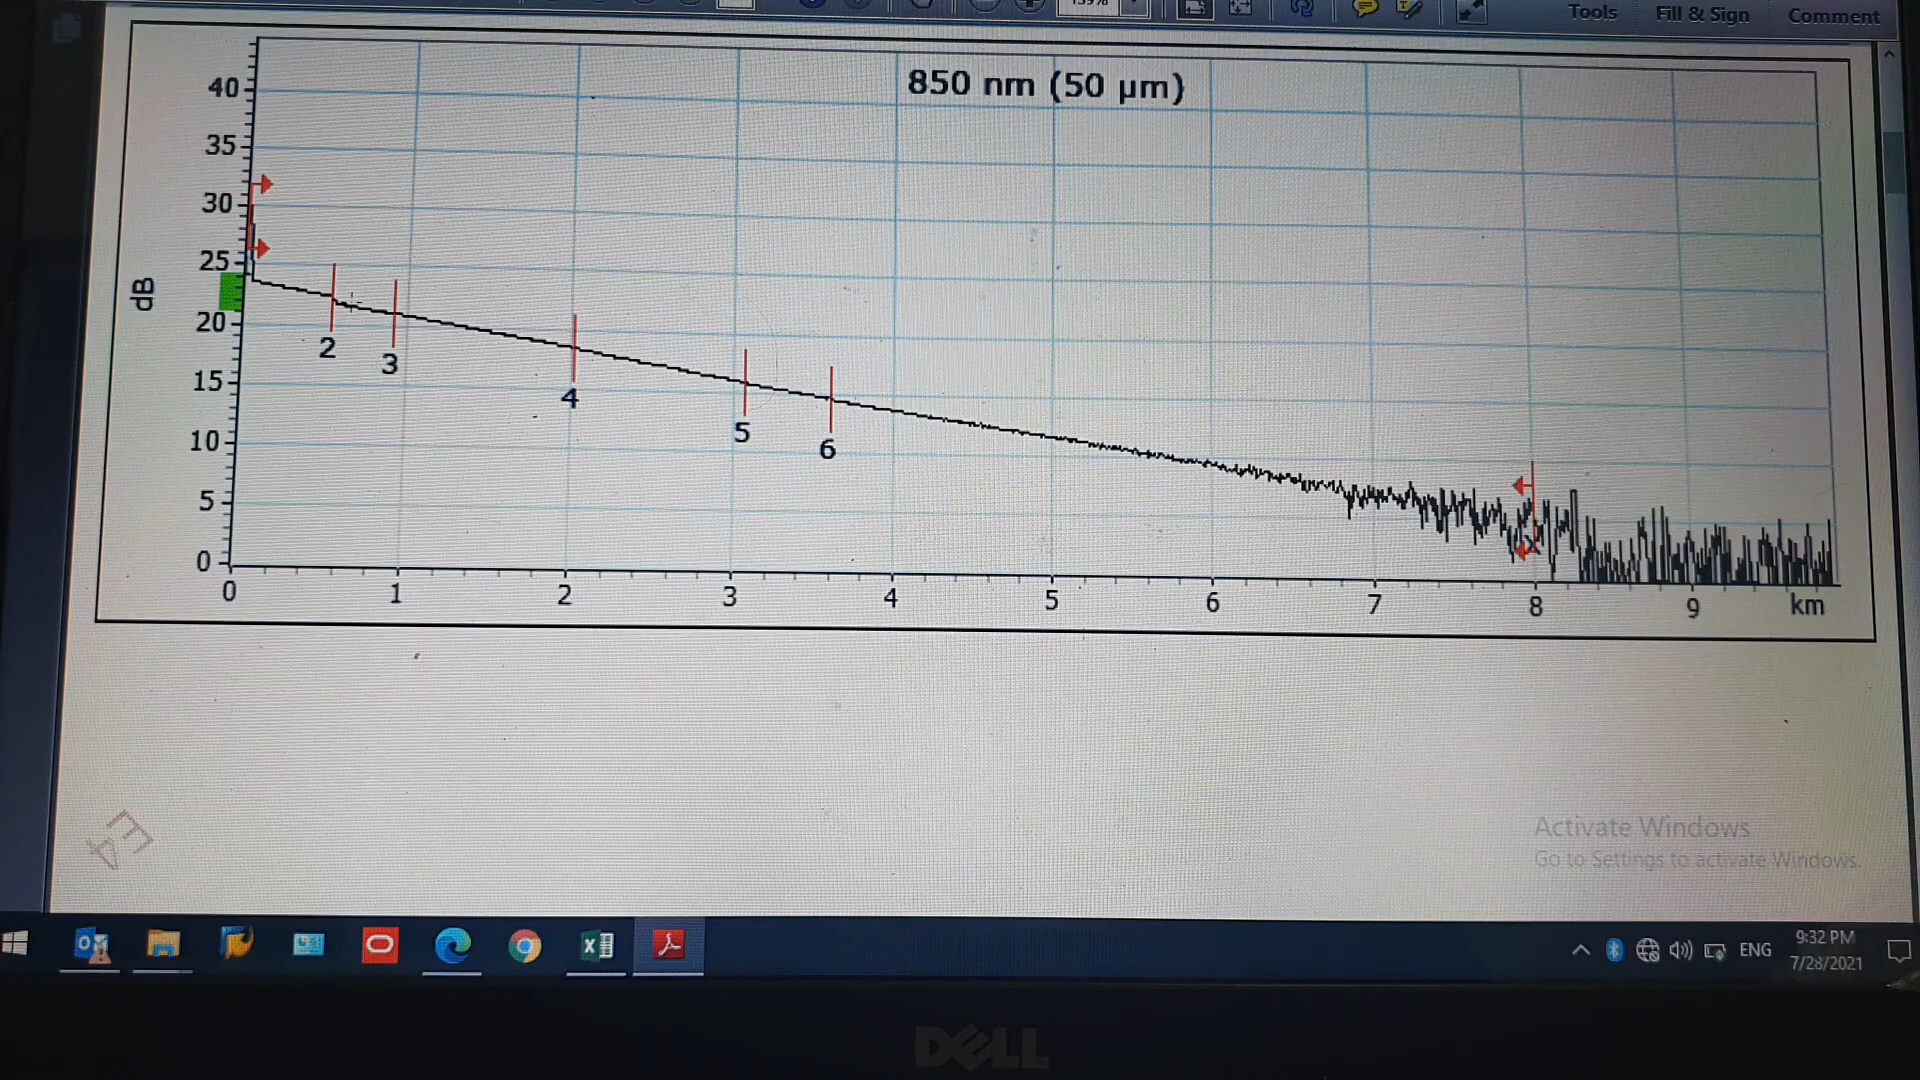 139%
Tools Fill & Sign Comment
850 nm (50 µm)
40
35
30
25
dB
20
2
3
15
4
10
5
6
5
x
0
0 1 2 3 4 5 6 7 8 9 km
E4
Activate Windows
Go to Settings to activate Windows.
ENG 9:32 PM
7/28/2021
DELL